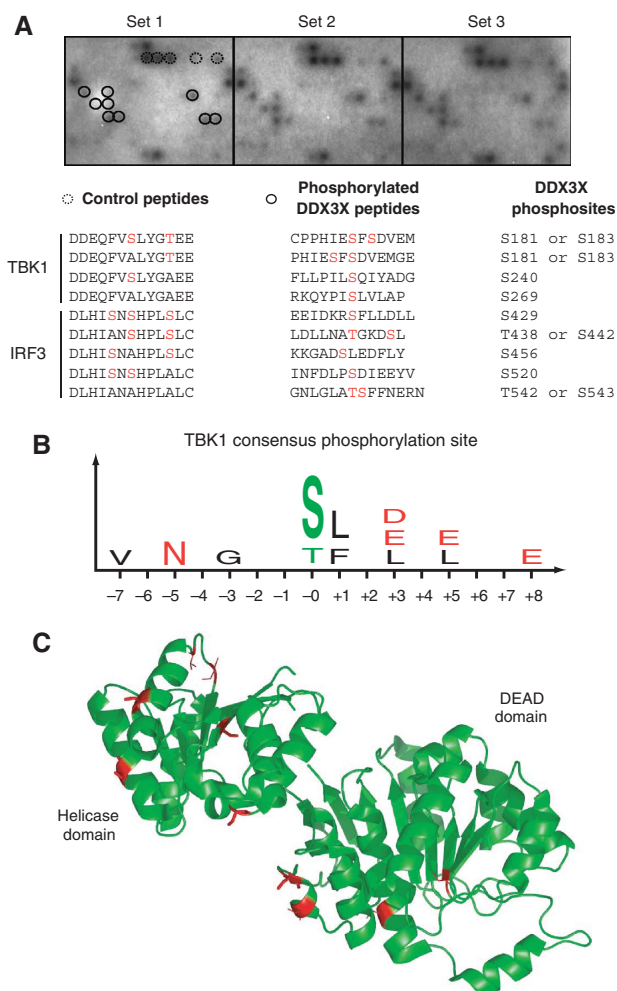 A
Set 1 Set 2 Set 3
Control peptides
Phosphorylated DDX3X peptides
DDX3X phosphosites
TBK1
DDEQFVSLYGTEE CPPHIESFSDVEM S181 or S183
DDEQFVALYGTEE PHIESFSDVEMGE S181 or S183
DDEQFVSLYGAEE FLLPILSQIYADG S240
DDEQFVALYGAEE RKQYPISLVLAP S269
IRF3
DLHISNSHPLSLC EEIDKRSFLLDLL S429
DLHIANSHPLSLC LDLLNATGKDSL T438 or S442
DLHISNAHPLSLC KKGADSLEDFLY S456
DLHISNSHPLALC INFDLPSDIEEYV S520
DLHIANAHPLALC GNLGLATSFFNERN T542 or S543
B
TBK1 consensus phosphorylation site
S L D
E E
V N G T F L L E
–7 –6 –5 –4 –3 –2 –1 –0 +1 +2 +3 +4 +5 +6 +7 +8
C
DEAD
domain
Helicase
domain